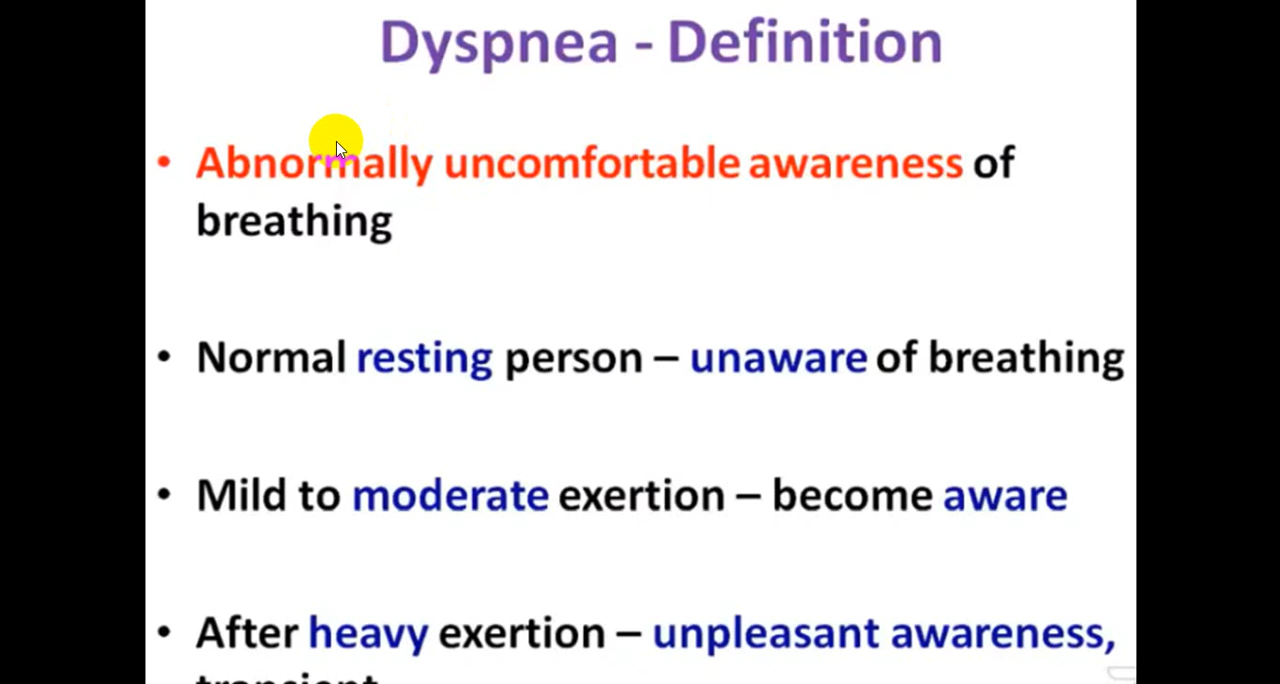 Dyspnea - Definition
• Abnormally uncomfortable awareness of
breathing
• Normal resting person – unaware of breathing
• Mild to moderate exertion – become aware
• After heavy exertion – unpleasant awareness,
transient